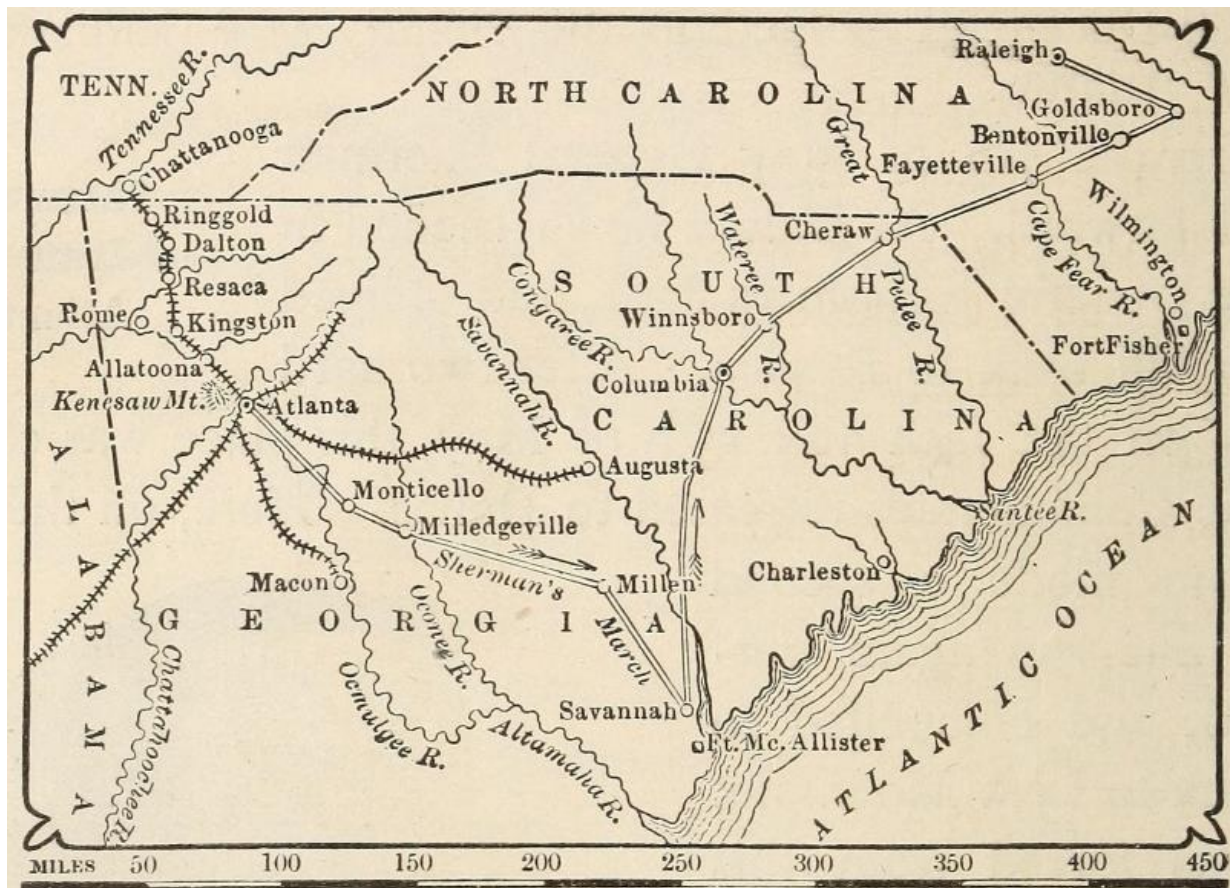 Raleigh
TENN.
NORTH CAROLINA
Tennessee R.
Goldsboro
Bentonville
Chattanooga
Great
Fayetteville
Ringgold
Wilmington
Wateree
Cheraw
Cape Fear R.
Dalton
Congaree R.
SOUTH
Pedee R.
Resaca
Rome
Kingston
Savannah R.
Winnsboro
R.
Fort Fisher
Allatoona
Columbia
Kenesaw Mt.
Atlanta
CAROLINA
ALABAMA
Augusta
Monticello
Santee R.
Milledgeville
Sherman's
March
Charleston
Macon
Millen
GEORGIA
Oconee R.
Chattahoochee R.
Ocmulgee R.
Savannah
Altamaha R.
Ft. Mc. Allister
ATLANTIC OCEAN
MILES 50 100 150 200 250 300 350 400 450